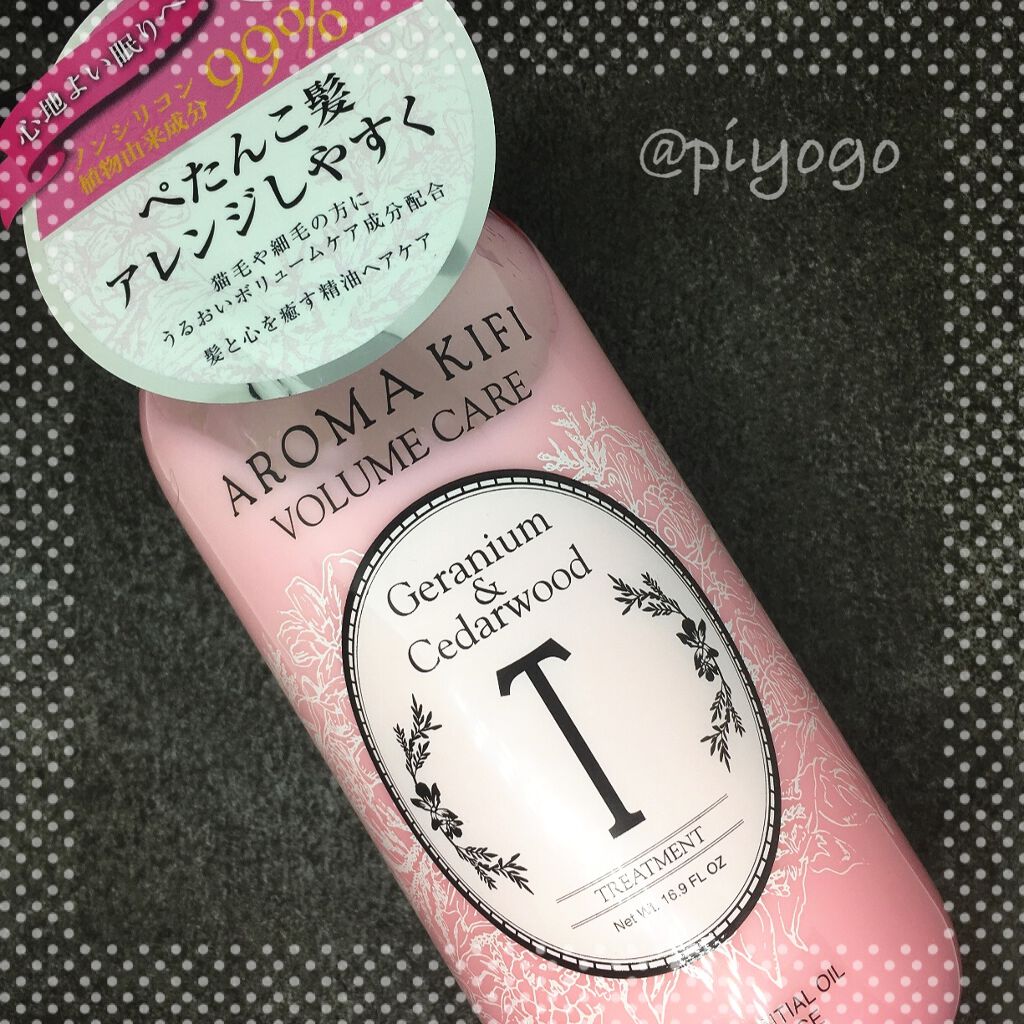 心地よい眠りへ
ノンシリコン
植物由来成分 99%
ぺたんこ髪
アレンジしやすく
猫毛や細毛の方に
うるおいボリュームケア成分配合
髪と心を癒す精油ヘアケア
@piyogo
AROMA KIFI
VOLUME CARE
Geranium
&
Cedarwood
T
TREATMENT
Net Wt. 16.9 FL OZ
OIL